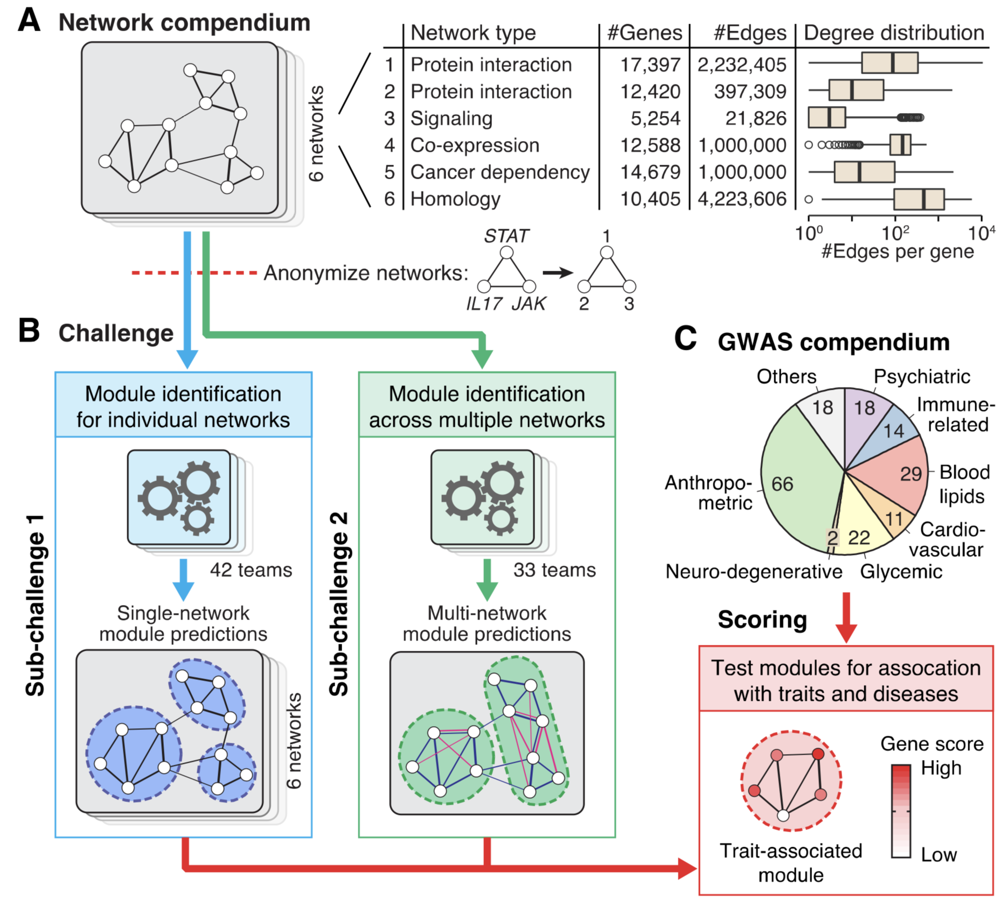 A Network compendium
6 networks
Network type #Genes #Edges Degree distribution
1 Protein interaction 17,397 2,232,405
2 Protein interaction 12,420 397,309
3 Signaling 5,254 21,826
4 Co-expression 12,588 1,000,000
5 Cancer dependency 14,679 1,000,000
6 Homology 10,405 4,223,606
10⁰ 10² 10⁴
#Edges per gene
Anonymize networks:
STAT
IL17 JAK
1
2 3
B Challenge
Sub-challenge 1
Module identification
for individual networks
42 teams
Single-network
module predictions
6 networks
Sub-challenge 2
Module identification
across multiple networks
33 teams
Multi-network
module predictions
C GWAS compendium
Others
18
Psychiatric
18
Immune-
related
14
Blood
lipids
29
Cardio-
vascular
11
Glycemic
22
Neuro-degenerative
2
Anthropo-
metric
66
Scoring
Test modules for assocation
with traits and diseases
Gene score
High
Low
Trait-associated
module